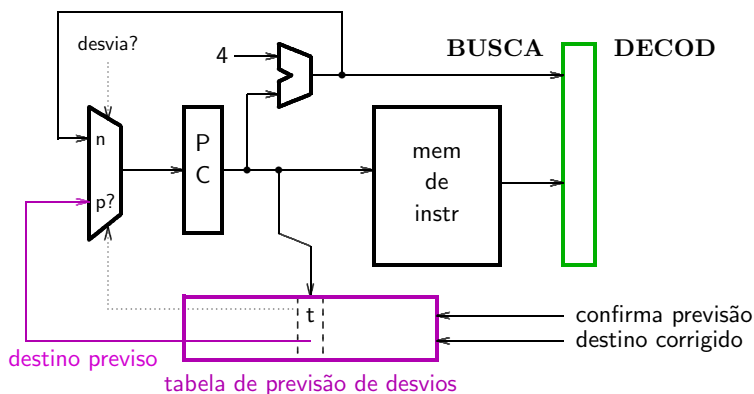 desvia?
4
BUSCA
DECOD
n
p?
P
C
mem
de
instr
t
confirma previsão
destino corrigido
destino previso
tabela de previsão de desvios